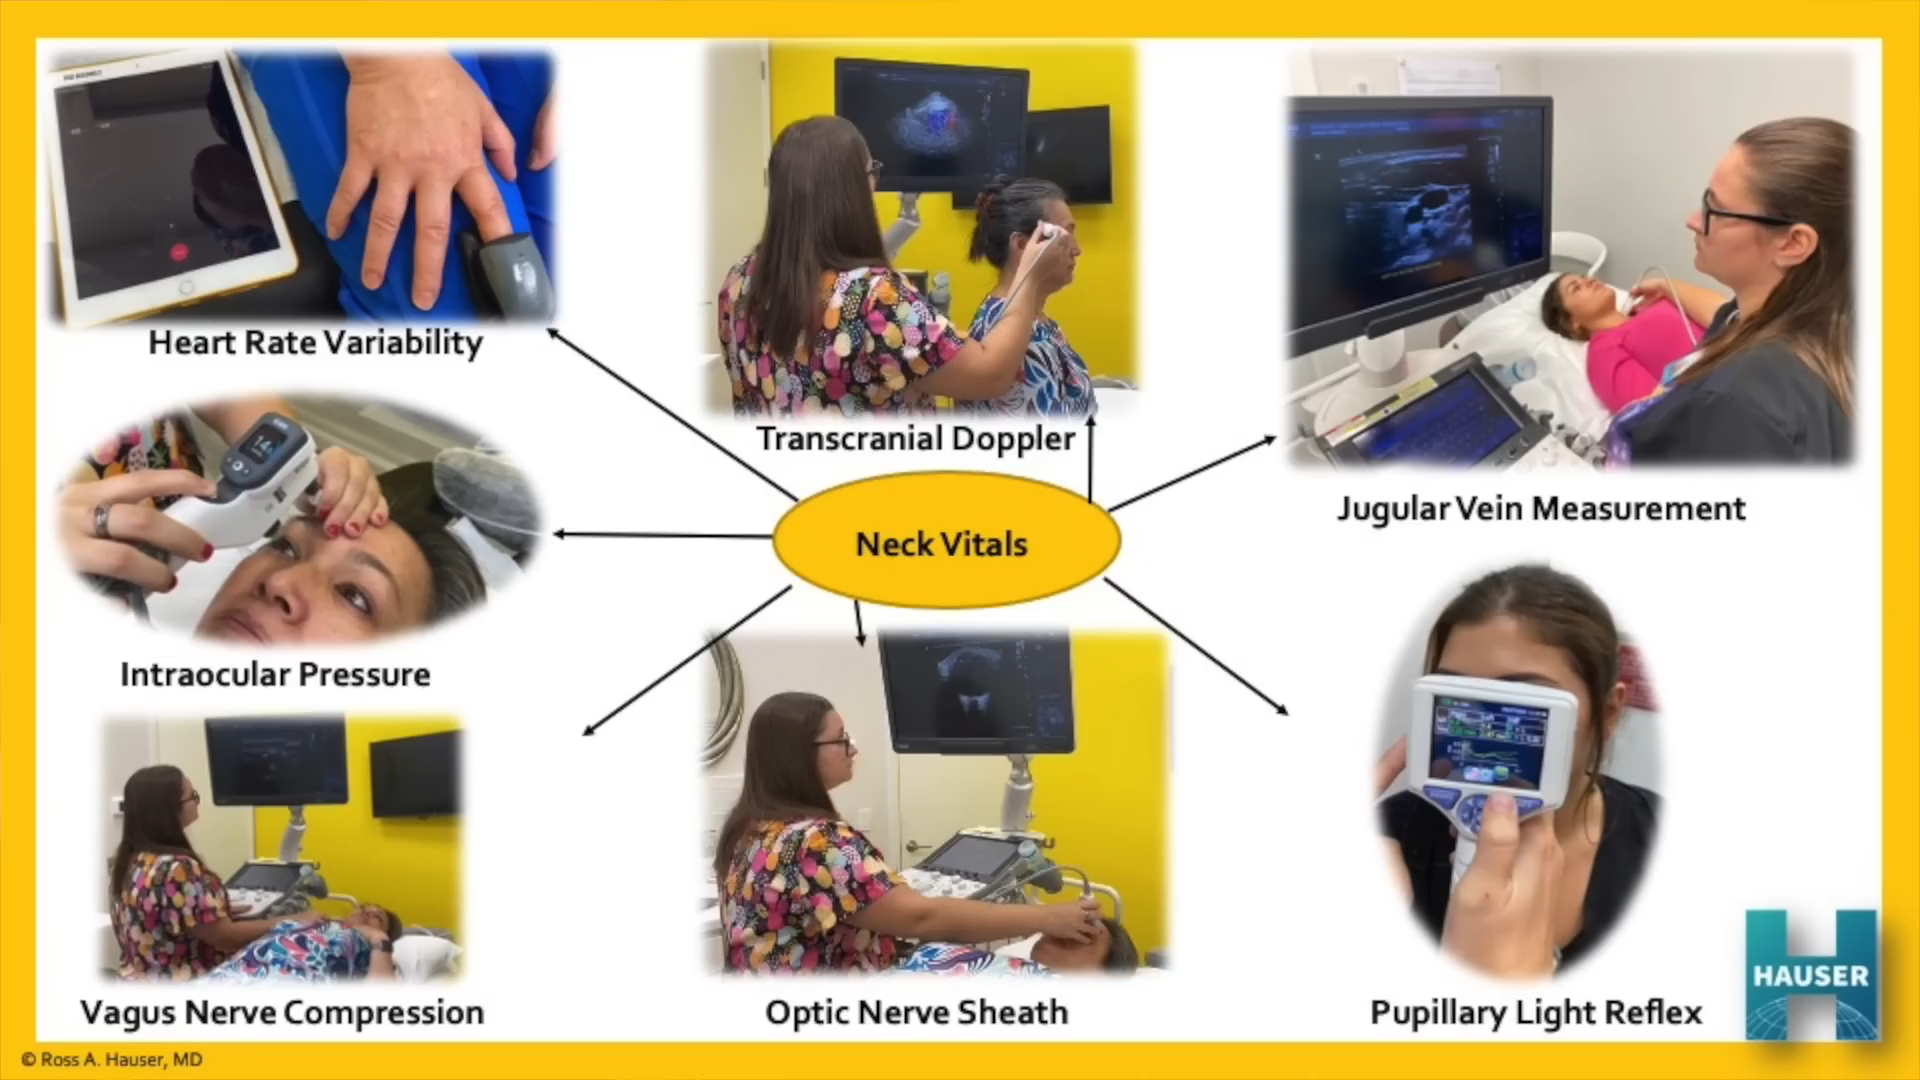 Heart Rate Variability
Transcranial Doppler
Jugular Vein Measurement
Neck Vitals
Intraocular Pressure
Vagus Nerve Compression
Optic Nerve Sheath
Pupillary Light Reflex
HAUSER
© Ross A. Hauser, MD